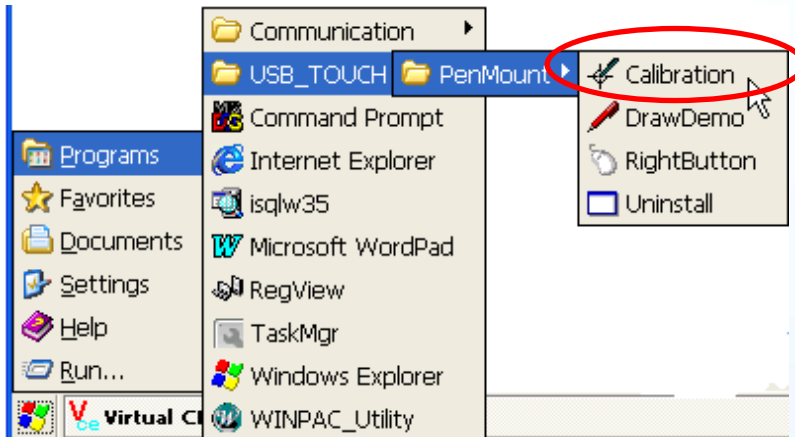 Programs
Favorites
Documents
Settings
Help
Run...
Virtual C
Communication
USB_TOUCH
Command Prompt
Internet Explorer
isqlw35
Microsoft WordPad
RegView
TaskMgr
Windows Explorer
WINPAC_Utility
PenMount
Calibration
DrawDemo
RightButton
Uninstall